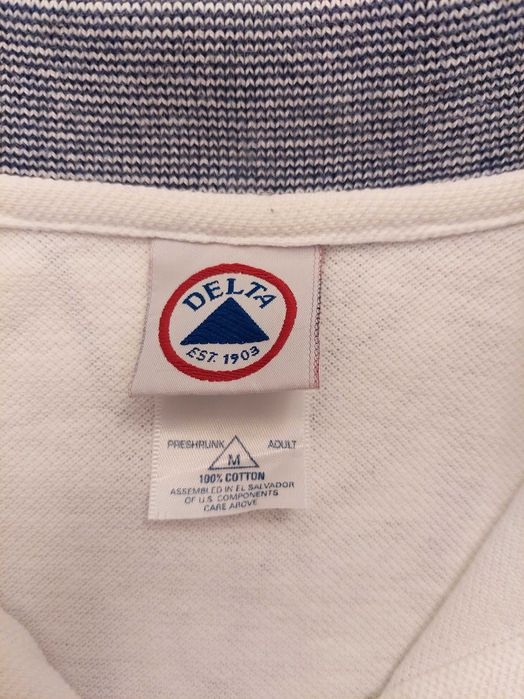 DELTA
EST. 1903
PRESHRUNK M ADULT
100% COTTON
ASSEMBLED IN EL SALVADOR
OF U.S. COMPONENTS
CARE ABOVE